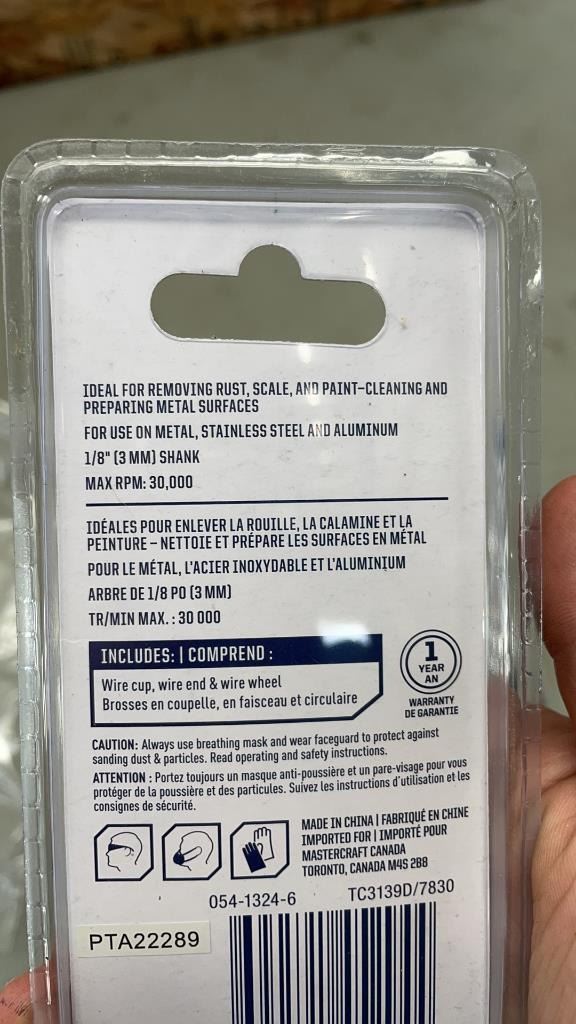 IDEAL FOR REMOVING RUST, SCALE, AND PAINT-CLEANING AND
PREPARING METAL SURFACES
FOR USE ON METAL, STAINLESS STEEL AND ALUMINUM
1/8" (3 MM) SHANK
MAX RPM: 30,000
IDÉALES POUR ENLEVER LA ROUILLE, LA CALAMINE ET LA
PEINTURE – NETTOIE ET PRÉPARE LES SURFACES EN MÉTAL
POUR LE MÉTAL, L'ACIER INOXYDABLE ET L'ALUMINIUM
ARBRE DE 1/8 PO (3 MM)
TR/MIN MAX. : 30 000
INCLUDES: | COMPREND :
Wire cup, wire end & wire wheel
Brosses en coupelle, en faisceau et circulaire
1
YEAR
AN
WARRANTY
DE GARANTIE
CAUTION: Always use breathing mask and wear faceguard to protect against
sanding dust & particles. Read operating and safety instructions.
ATTENTION : Portez toujours un masque anti-poussière et un pare-visage pour vous
protéger de la poussière et des particules. Suivez les instructions d'utilisation et les
consignes de sécurité.
MADE IN CHINA | FABRIQUÉ EN CHINE
IMPORTED FOR | IMPORTÉ POUR
MASTERCRAFT CANADA
TORONTO, CANADA M4S 2B8
054-1324-6 TC3139D/7830
PTA22289